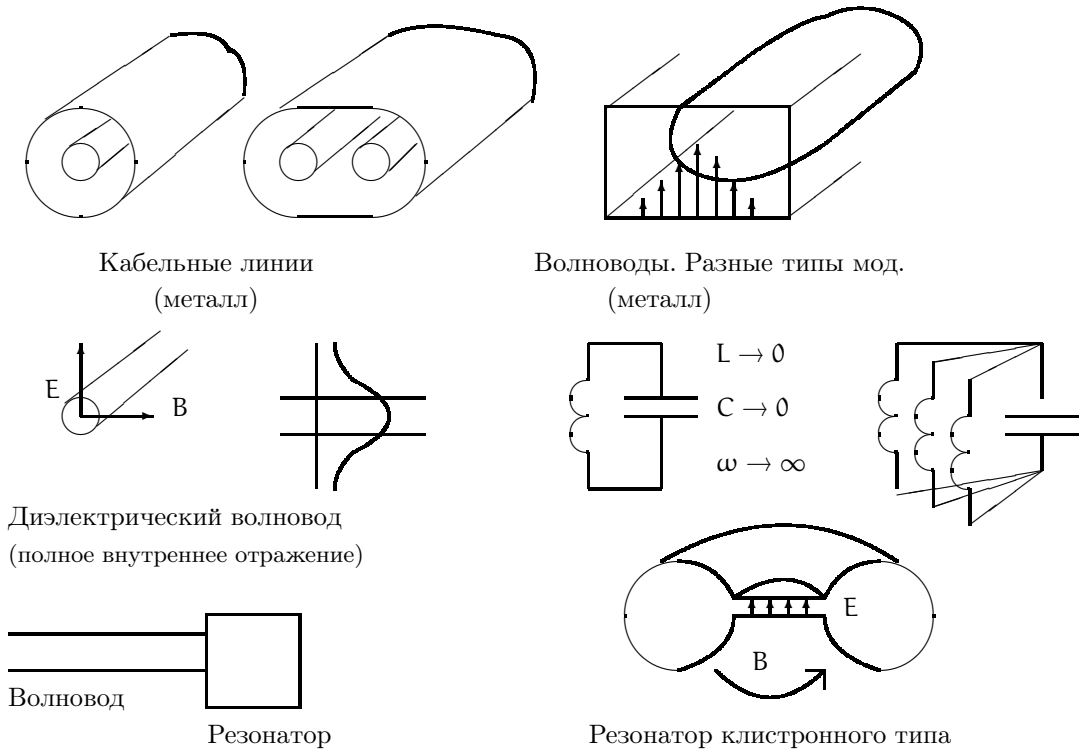 Кабельные линии
(металл)
Волноводы. Разные типы мод.
(металл)
E
B
L → 0
C → 0
ω → ∞
Диэлектрический волновод
(полное внутреннее отражение)
E
B
Волновод
Резонатор
Резонатор клистронного типа